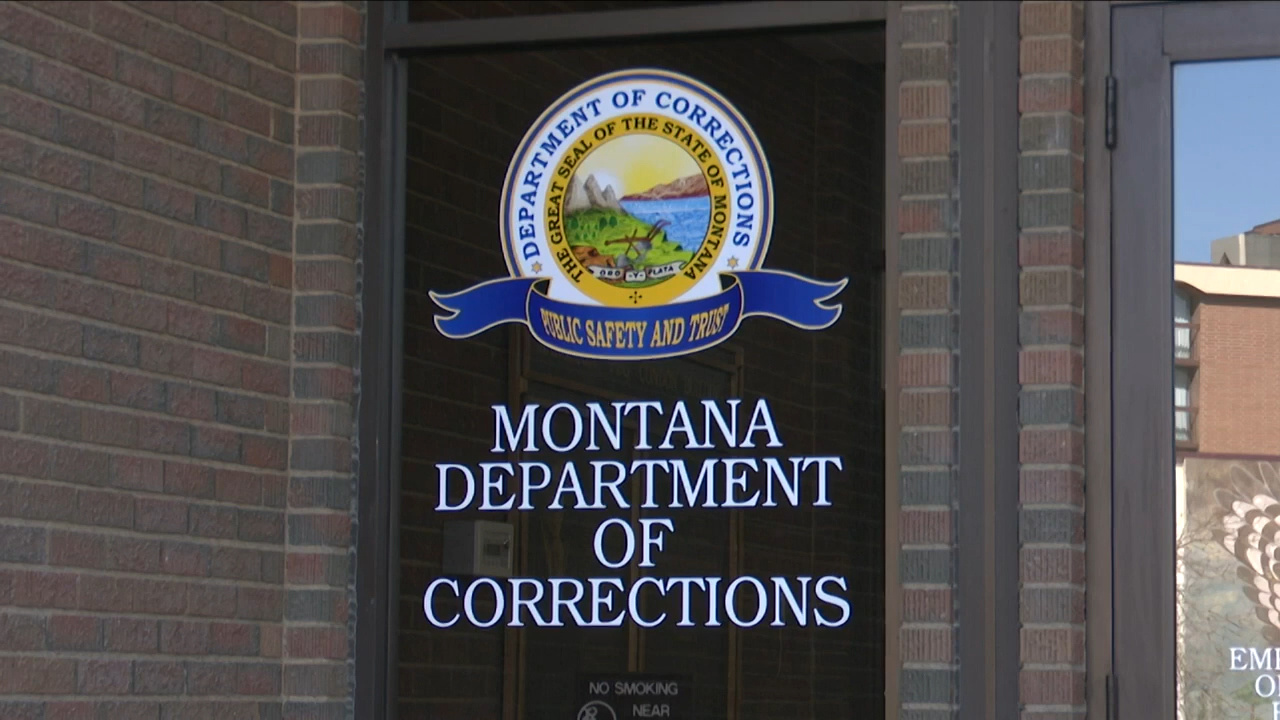 DEPARTMENT OF CORRECTIONS
THE GREAT SEAL OF THE STATE OF MONTANA
ORO Y PLATA
PUBLIC SAFETY AND TRUST
MONTANA
DEPARTMENT
OF
CORRECTIONS
NO SMOKING
NEAR